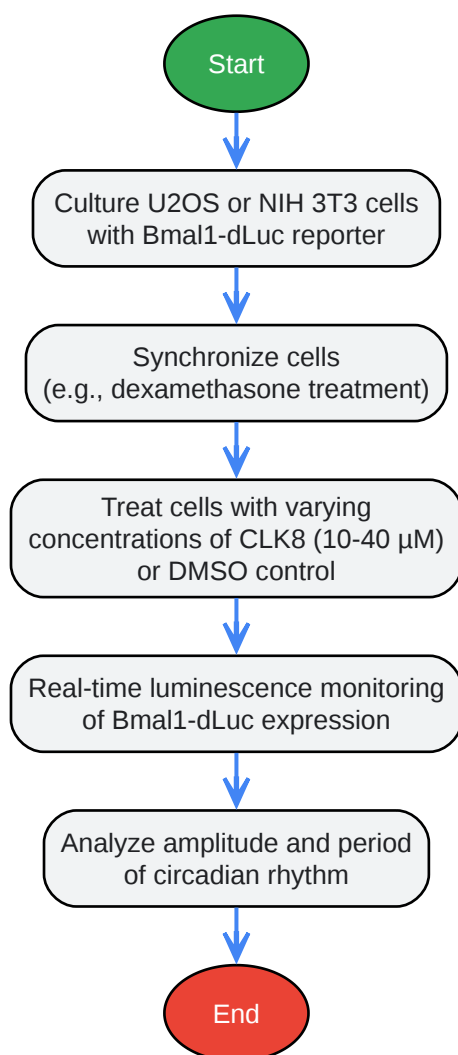 Start
Culture U2OS or NIH 3T3 cells
with Bmal1-dLuc reporter
Synchronize cells
(e.g., dexamethasone treatment)
Treat cells with varying
concentrations of CLK8 (10-40 µM)
or DMSO control
Real-time luminescence monitoring
of Bmal1-dLuc expression
Analyze amplitude and period
of circadian rhythm
End